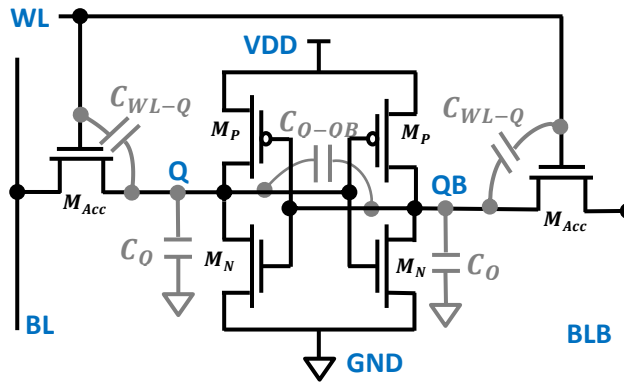 WL
VDD
C_{WL-Q}
M_P
C_{Q-QB}
M_P
C_{WL-Q}
Q
QB
M_{Acc}
M_{Acc}
C_Q
M_N
M_N
C_Q
BL
GND
BLB